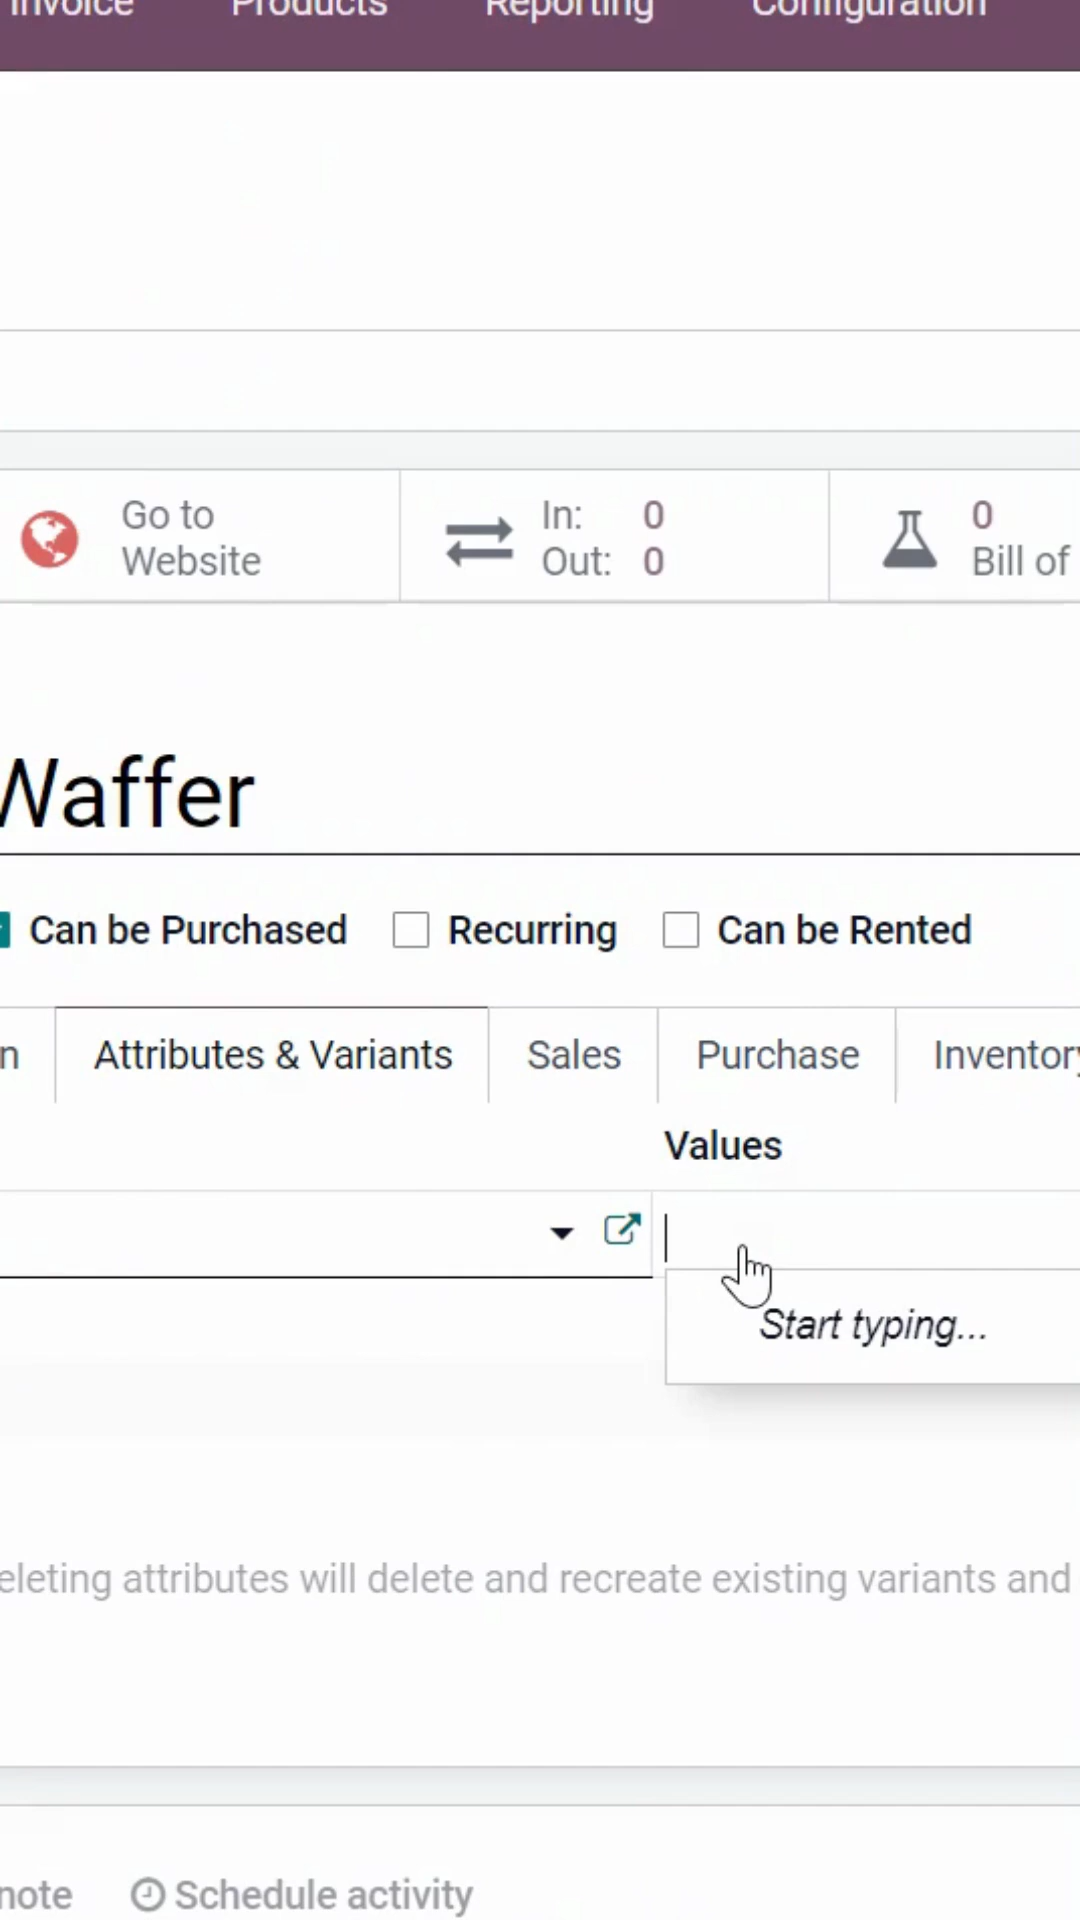 Invoice Products Reporting Configuration
Go to
Website
In: 0
Out: 0
0
Bill of
Waffer
Can be Purchased Recurring Can be Rented
n Attributes & Variants Sales Purchase Inventory
Values
Start typing...
eleting attributes will delete and recreate existing variants and
note Schedule activity